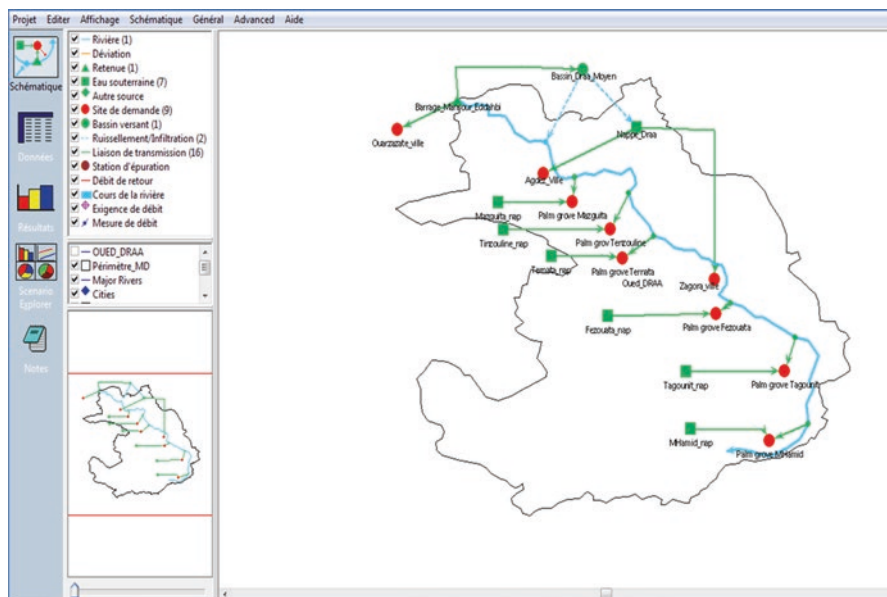 Projet Editer Affichage Schématique Général Advanced Aide
Schématique
Données
Résultats
Scenario Explorer
Notes
Rivière (1)
Déviation
Retenue (1)
Eau souterraine (7)
Autre source
Site de demande (9)
Bassin versant (1)
Ruissellement/Infiltration (2)
Liaison de transmission (16)
Station d'épuration
Débit de retour
Cours de la rivière
Exigence de débit
Mesure de débit
OUED_DRAA
Périmètre_MD
Major Rivers
Cities
Bassin_Draa_Moyen
Barrage_Mansour_Eddahbi
Ouarzazate_ville
Nappe_Draa
Agdez_Ville
Mazguita_nap
Palm grove Mazguita
Tinzouline_nap
Palm grov Terzouline
Ternata_nap
Palm grove Ternata
Oued_DRAA
Zagora_ville
Fezouata_nap
Palm grove Fezouata
Tagounit_nap
Palm grove Tagounit
MHamid_nap
Palm grove MHamid